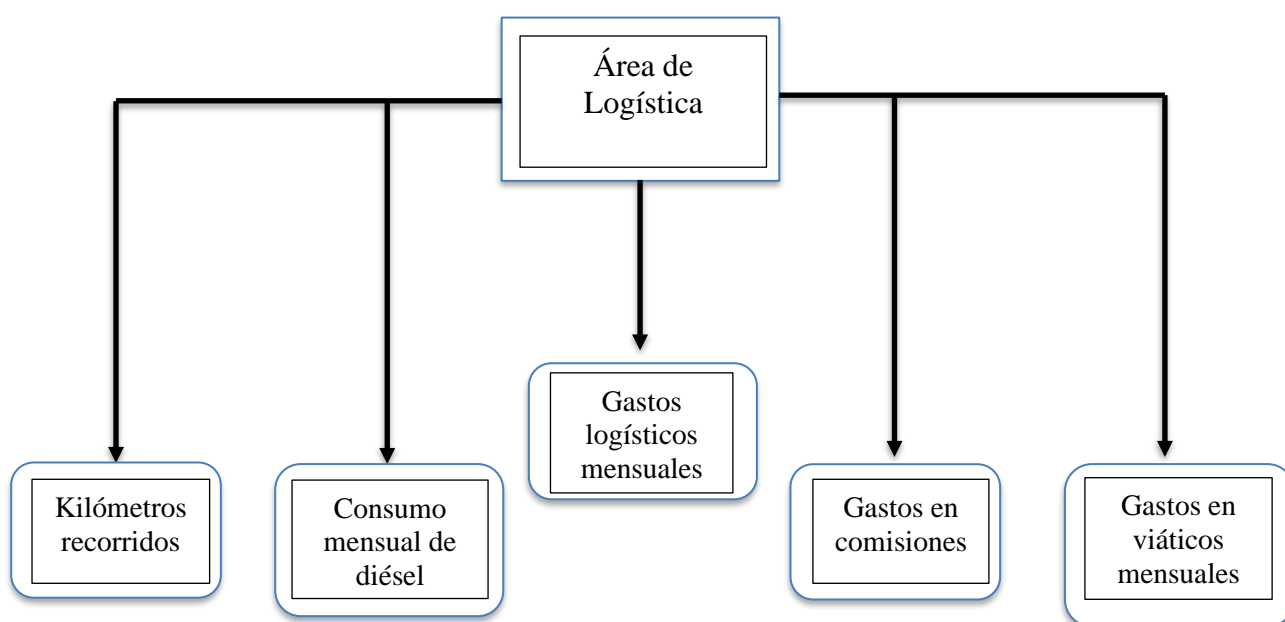 Área de
Logística
Gastos
logísticos
mensuales
Kilómetros
recorridos
Consumo
mensual de
diésel
Gastos en
comisiones
Gastos en
viáticos
mensuales